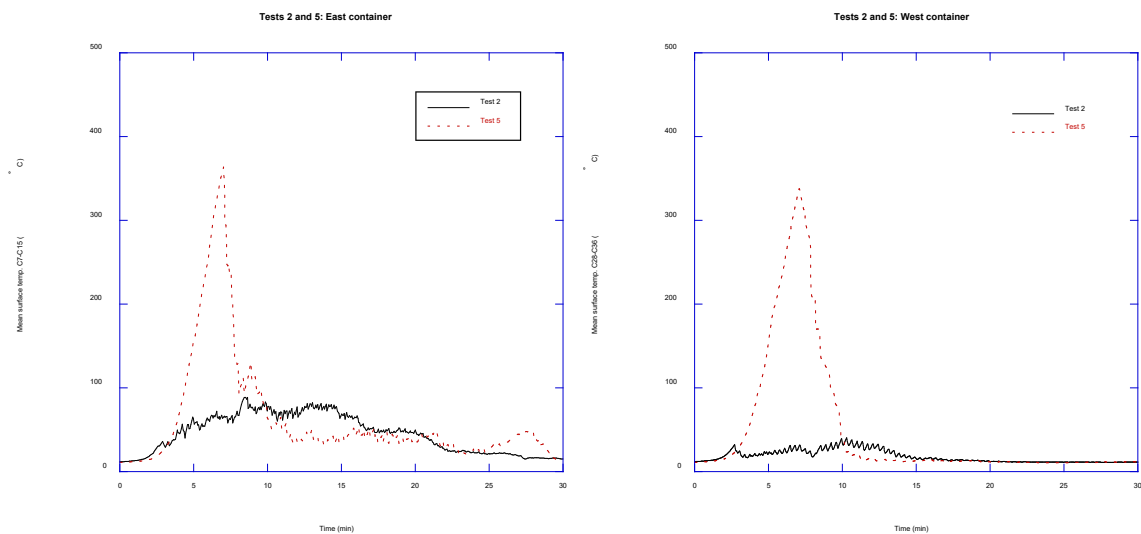 Tests 2 and 5: East container
500
400
300
200
100
0
0
5
10
15
20
25
30
Mean surface temp. C7-C15 (
°
C)
Time (min)
Test 2
Test 5
Tests 2 and 5: West container
500
400
300
200
100
0
0
5
10
15
20
25
30
Mean surface temp. C28-C36 (
°
C)
Time (min)
Test 2
Test 5